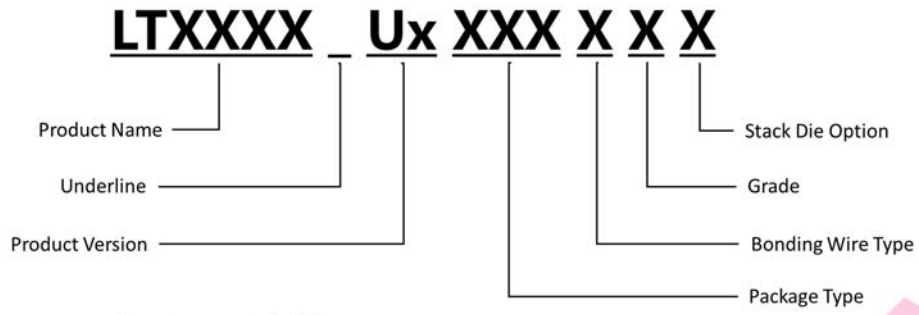 LTXXXX _ Ux XXX X X X
Product Name
Stack Die Option
Underline
Grade
Product Version
Bonding Wire Type
Package Type